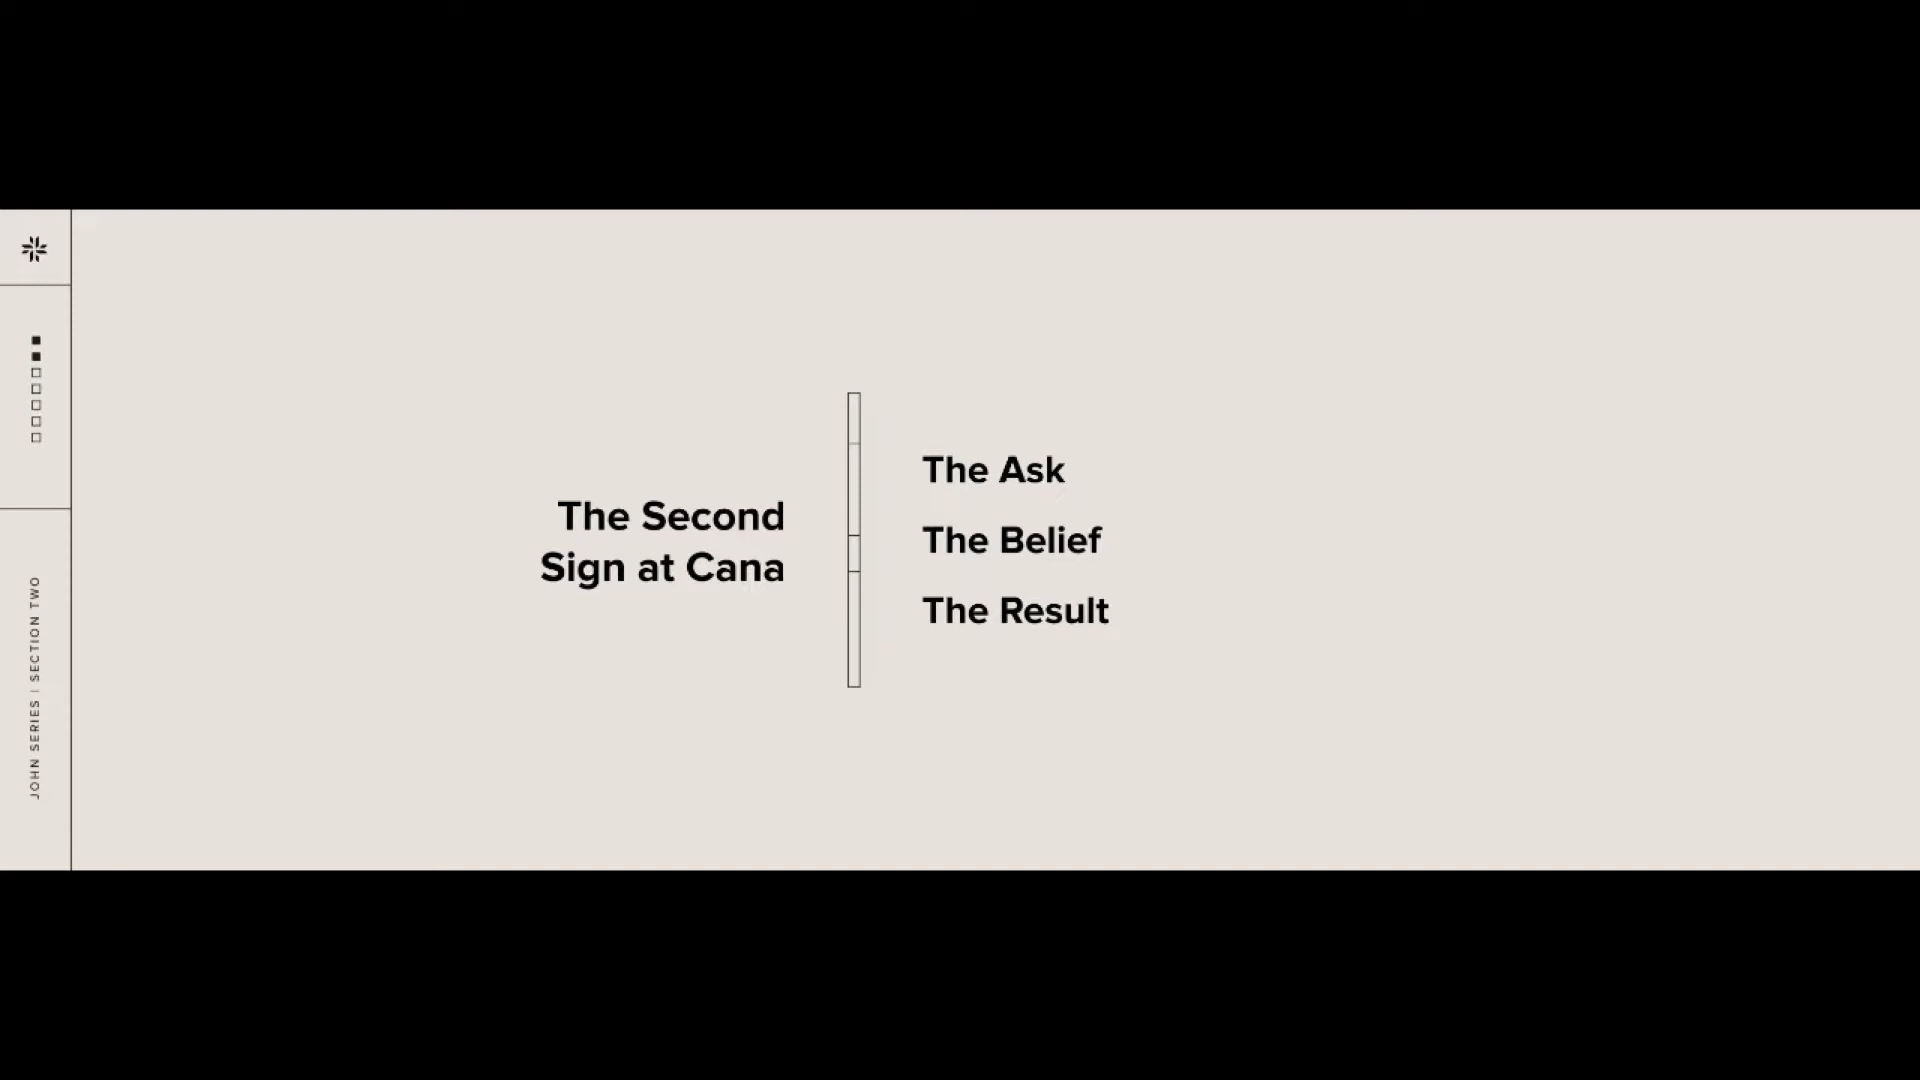 The Second
Sign at Cana
The Ask
The Belief
The Result
JOHN SERIES | SECTION TWO